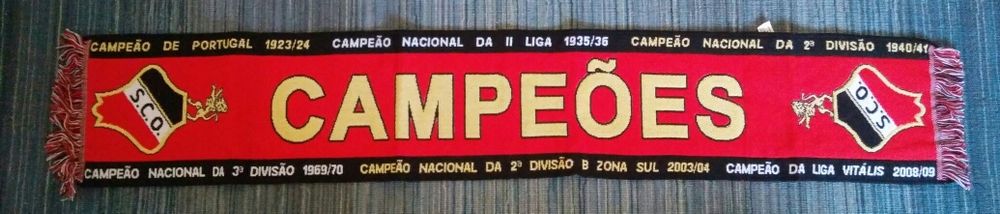 CAMPEÃO DE PORTUGAL 1923/24 CAMPEÃO NACIONAL DA II LIGA 1935/36 CAMPEÃO NACIONAL DA 2ª DIVISÃO 1940/41
S.C.O. CAMPEÕES S.C.O.
CAMPEÃO NACIONAL DA 3ª DIVISÃO 1969/70 CAMPEÃO NACIONAL DA 2ª DIVISÃO B ZONA SUL 2003/04 CAMPEÃO DA LIGA VITÁLIS 2008/09